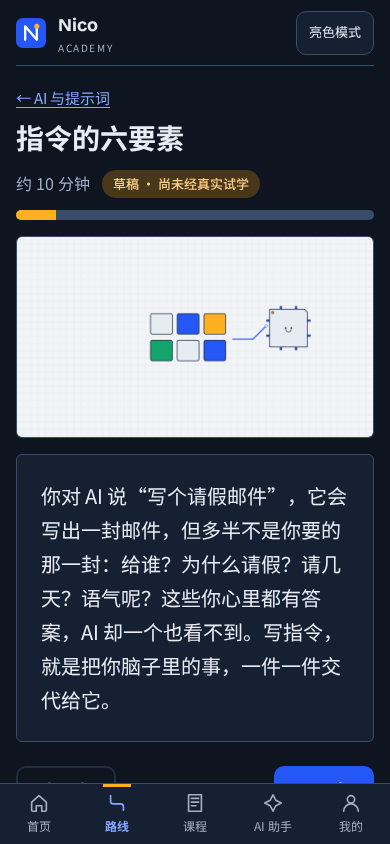 Nico
ACADEMY
亮色模式
← AI 与提示词
指令的六要素
约 10 分钟
草稿 · 尚未经真实试学
你对 AI 说“写个请假邮件”，它会
写出一封邮件，但多半不是你要的
那一封：给谁？为什么请假？请几
天？语气呢？这些你心里都有答
案，AI 却一个也看不到。写指令，
就是把你脑子里的事，一件一件交
代给它。
首页
路线
课程
AI 助手
我的